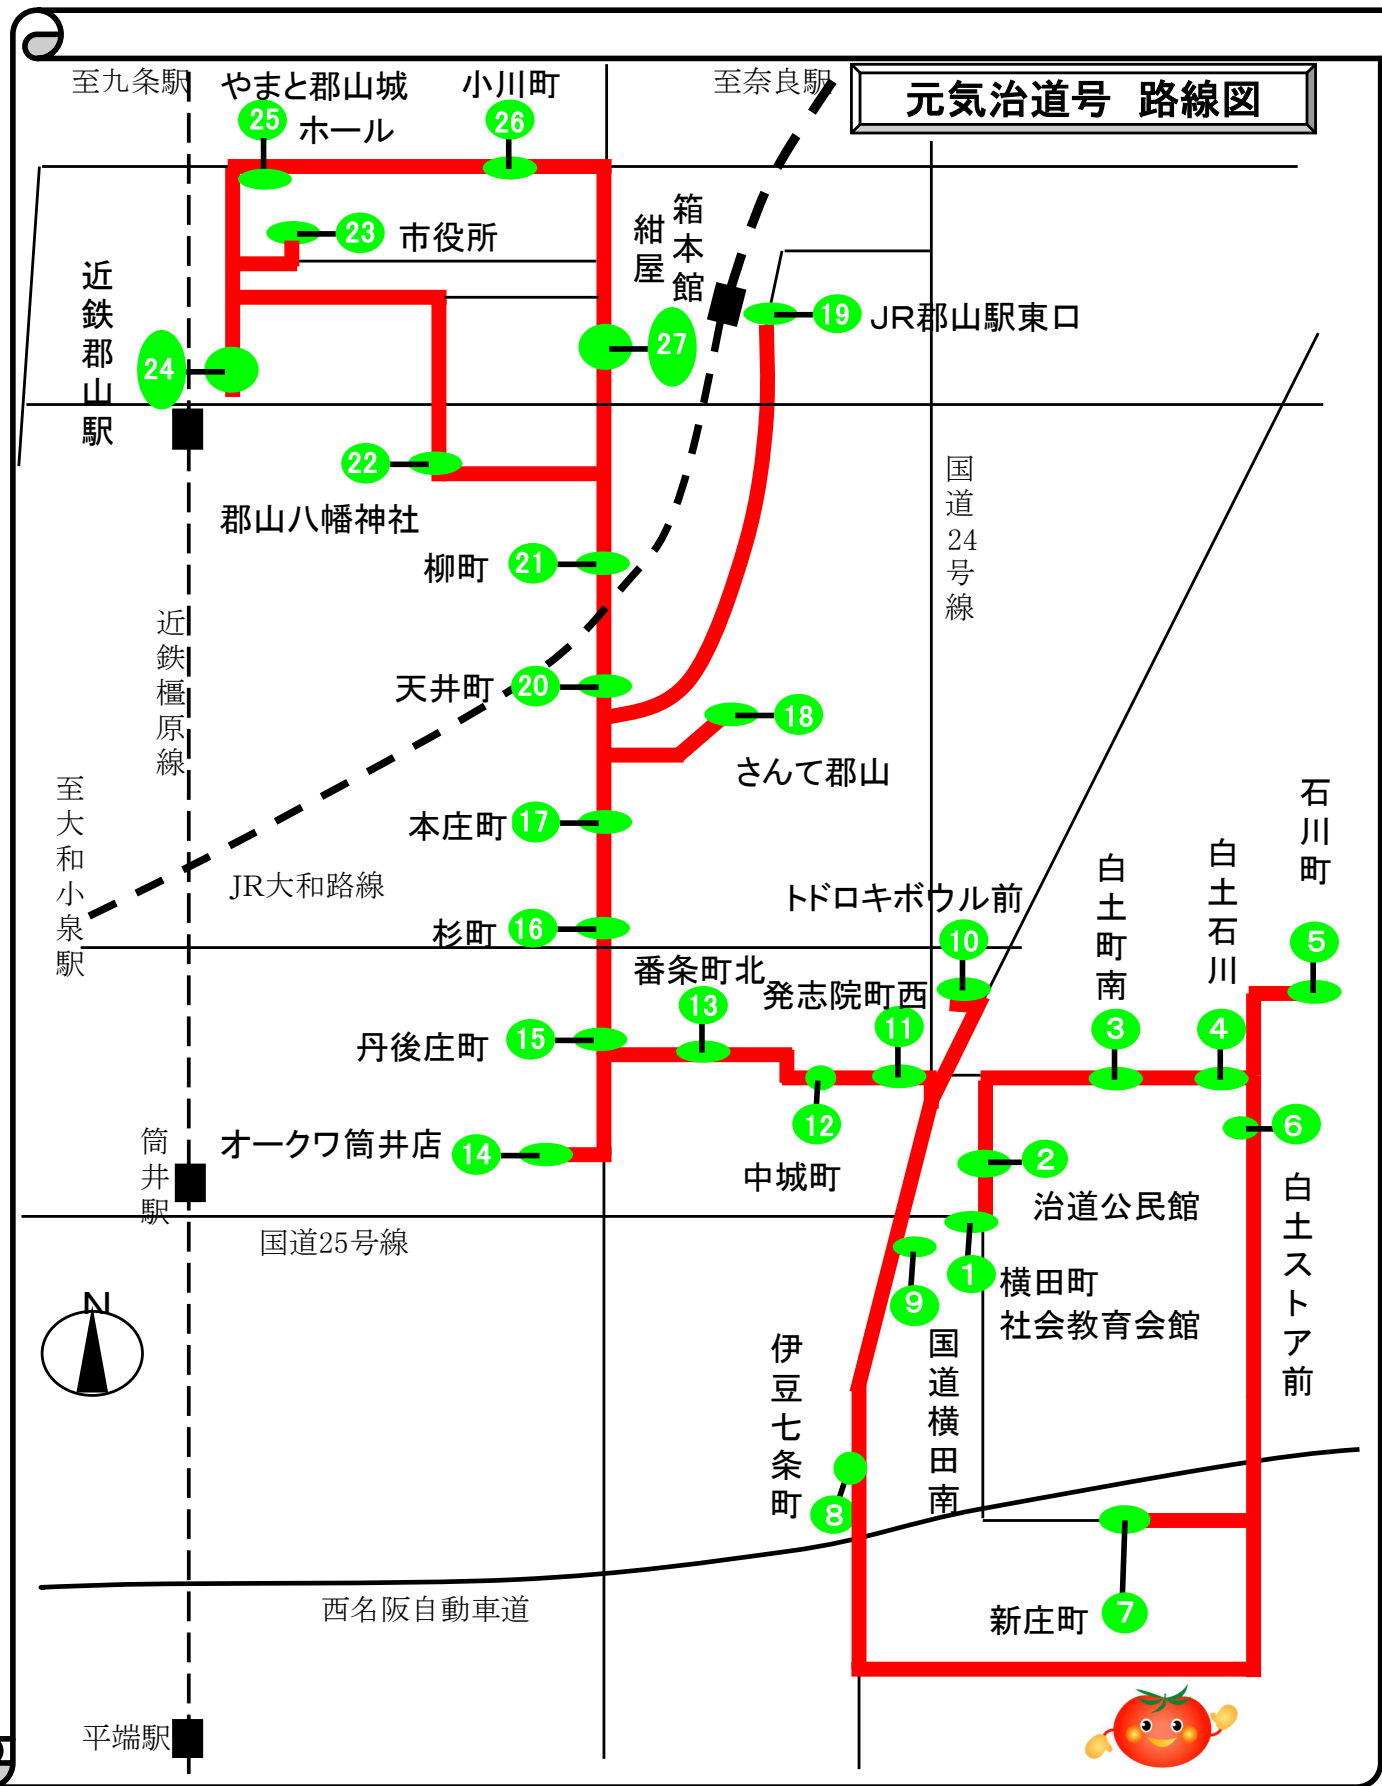 元気治道号 路線図
至九条駅
やまと郡山城
ホール
小川町
至奈良駅
25
26
市役所
23
箱本館
紺屋
近鉄郡山駅
24
27
19
JR郡山駅東口
22
郡山八幡神社
国道24号線
柳町
21
近鉄橿原線
天井町
20
18
さんて郡山
至大和小泉駅
本庄町
17
JR大和路線
石川町
白土石川
白土町南
トドロキボウル前
杉町
16
10
5
番条町北
発志院町西
13
11
3
4
丹後庄町
15
12
6
オークワ筒井店
14
中城町
2
治道公民館
筒井駅
国道25号線
白土ストア前
1
横田町
社会教育会館
9
国道横田南
N
伊豆七条町
8
西名阪自動車道
新庄町
7
平端駅